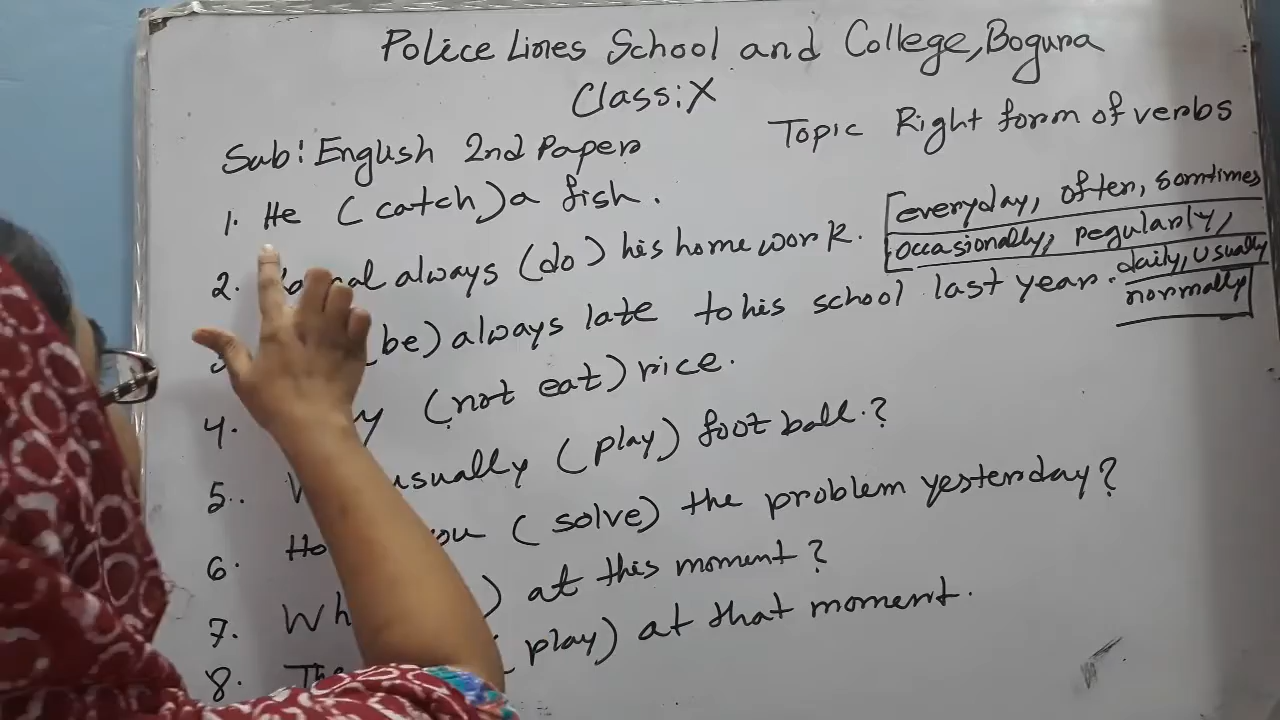 Police Lines School and College, Bogura
Class: X
Sub: English 2nd Paper
Topic Right form of verbs
1. He (catch) a fish.
2. always (do) his home work.
[everyday, often, somtimes
occasionally, regularly,
daily, usually
normally]
(be) always late to his school last year.
4. (not eat) rice.
5. usually (play) foot ball.?
6. you (solve) the problem yesterday?
7. ) at this moment?
8. (play) at that moment.